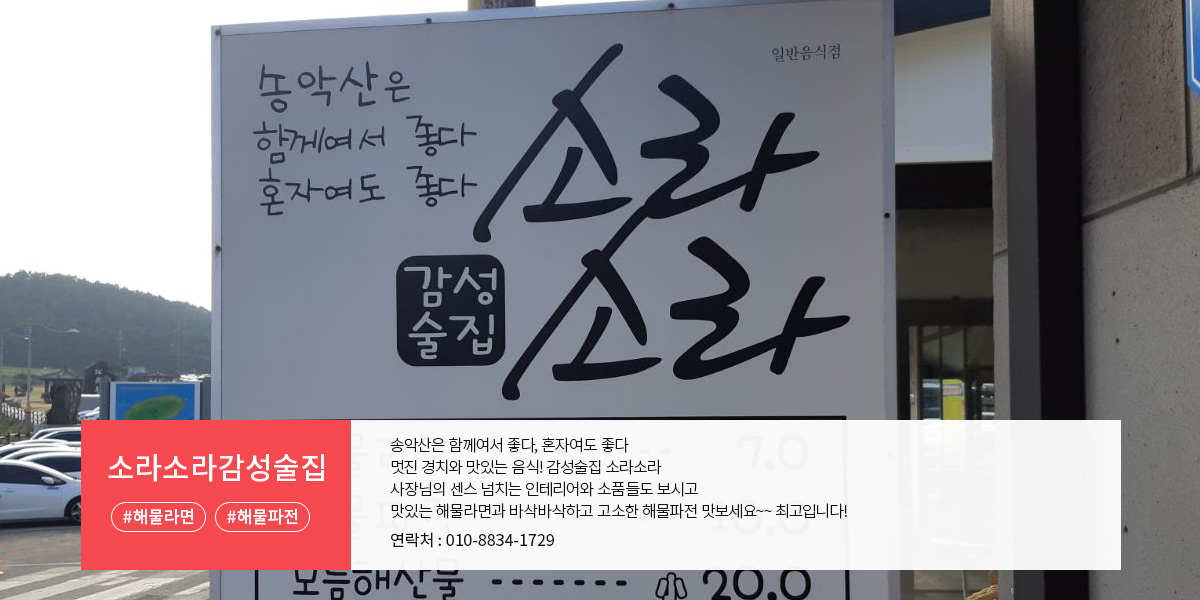 일반음식점
송악산은
함께여서 좋다
혼자여도 좋다
소라
소라
감성
술집
7.0
10.0
모듬해산물 ------- 20.0
소라소라감성술집
#해물라면 #해물파전
송악산은 함께여서 좋다, 혼자여도 좋다
멋진 경치와 맛있는 음식! 감성술집 소라소라
사장님의 센스 넘치는 인테리어와 소품들도 보시고
맛있는 해물라면과 바삭바삭하고 고소한 해물파전 맛보세요~~ 최고입니다!
연락처 : 010-8834-1729